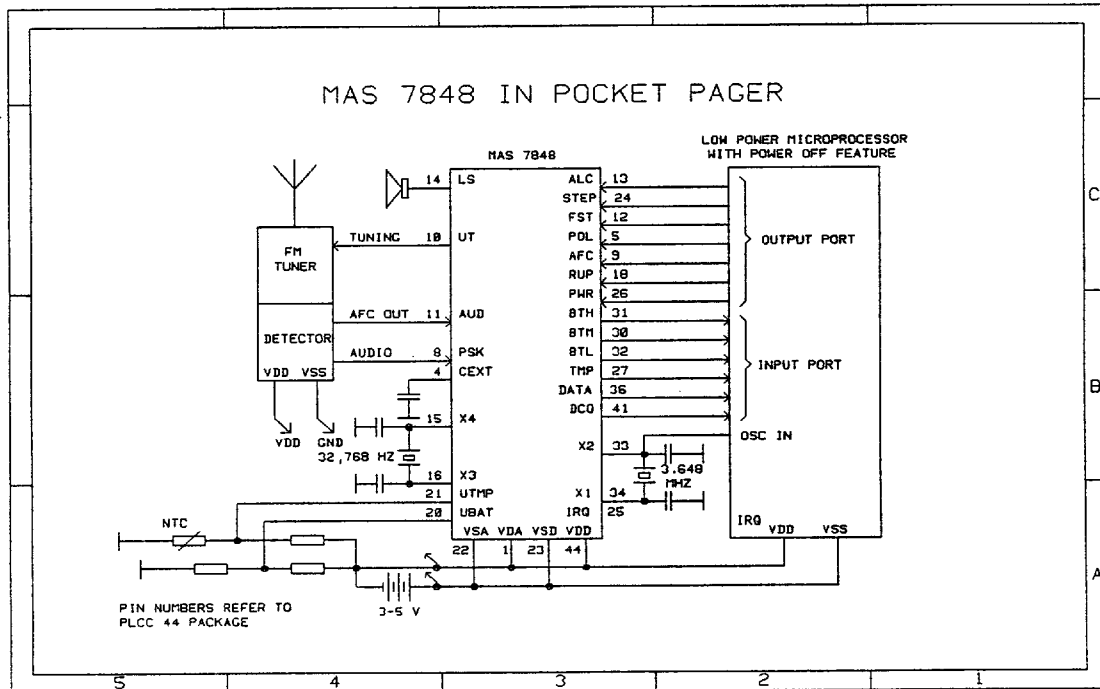 MAS 7848 IN POCKET PAGER
LOW POWER MICROPROCESSOR
WITH POWER OFF FEATURE
MAS 7848
14 LS
ALC 13
STEP 24
FST 12
POL 5
AFC 9
RUP 18
PWR 26
OUTPUT PORT
TUNING 10 UT
FM
TUNER
AFC OUT 11 AUD
DETECTOR
AUDIO 8 PSK
VDD VSS
4 CEXT
BTH 31
BTM 30
BTL 32
TMP 27
DATA 36
DCO 41
INPUT PORT
OSC IN
15 X4
VDD GND
32,768 HZ
X2 33
3.648
MHZ
16 X3
21 UTMP
20 UBAT
X1 34
IRQ 25
IRQ
VDD VSS
VSA VDA VSD VDD
22 1 23 44
NTC
3-5 V
PIN NUMBERS REFER TO
PLCC 44 PACKAGE
C
B
A
5 4 3 2 1